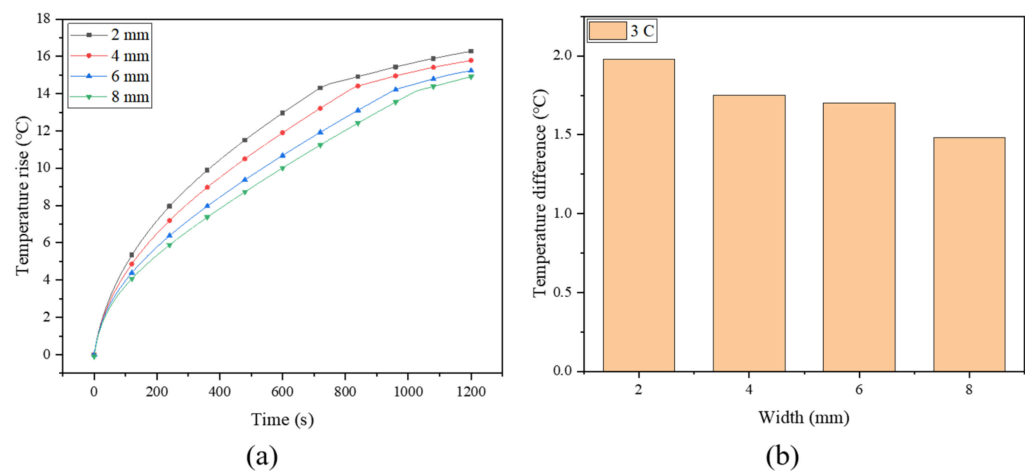 18
16
14
12
10
8
6
4
2
0
Temperature rise (℃)
2 mm
4 mm
6 mm
8 mm
0 200 400 600 800 1000 1200
Time (s)
(a)
2.0
1.5
1.0
0.5
0.0
Temperature difference (℃)
3 C
2 4 6 8
Width (mm)
(b)